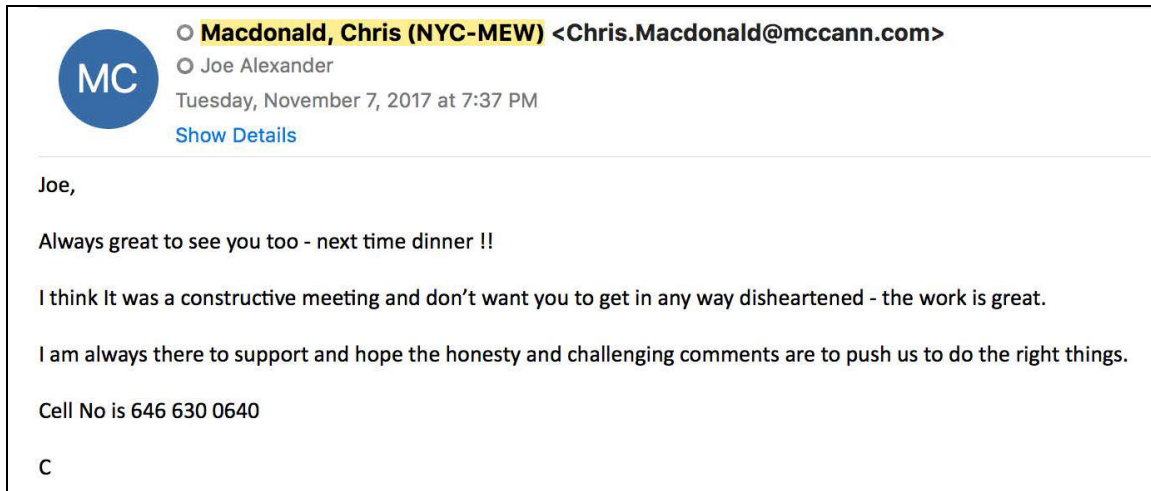 MC
Macdonald, Chris (NYC-MEW) <Chris.Macdonald@mccann.com>
Joe Alexander
Tuesday, November 7, 2017 at 7:37 PM
Show Details
Joe,
Always great to see you too - next time dinner !!
I think It was a constructive meeting and don’t want you to get in any way disheartened - the work is great.
I am always there to support and hope the honesty and challenging comments are to push us to do the right things.
Cell No is 646 630 0640
C